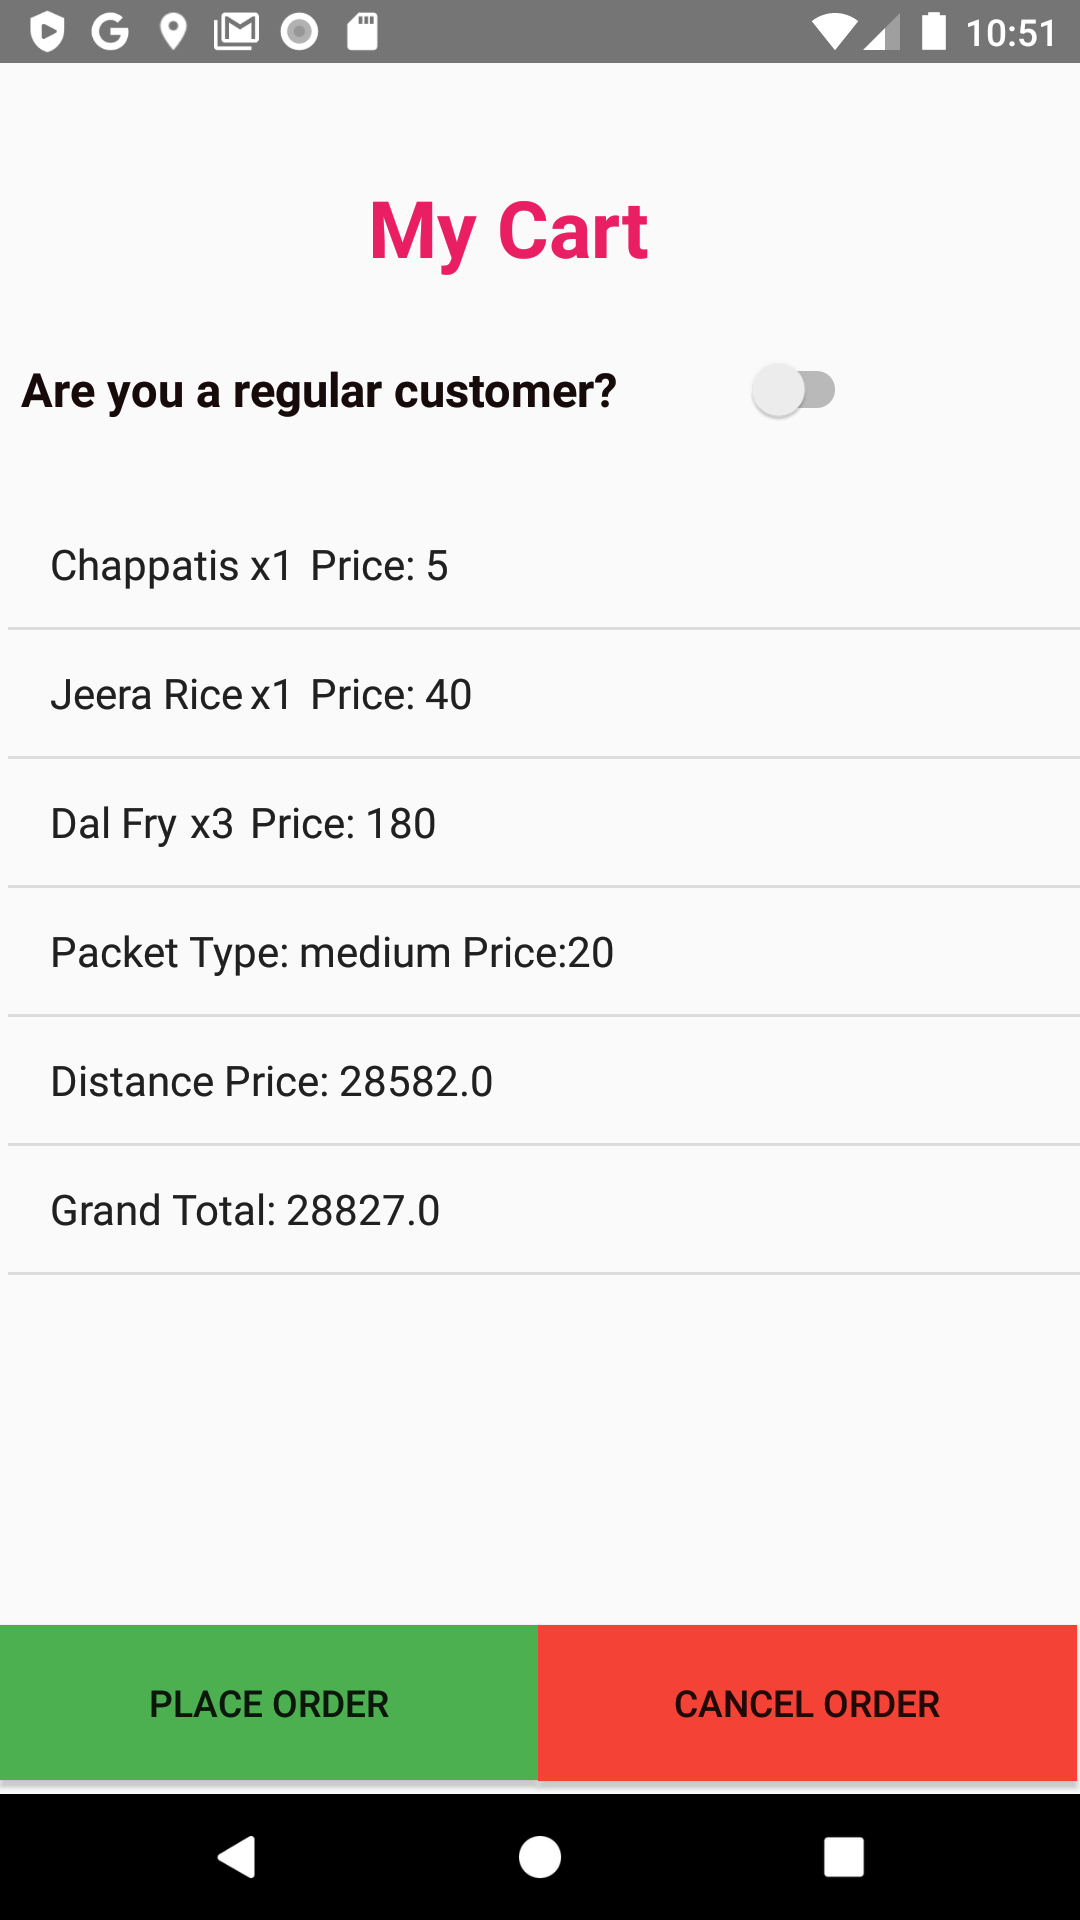 10:51
My Cart
Are you a regular customer?
Chappatis x1 Price: 5
Jeera Rice x1 Price: 40
Dal Fry x3 Price: 180
Packet Type: medium Price:20
Distance Price: 28582.0
Grand Total: 28827.0
PLACE ORDER CANCEL ORDER